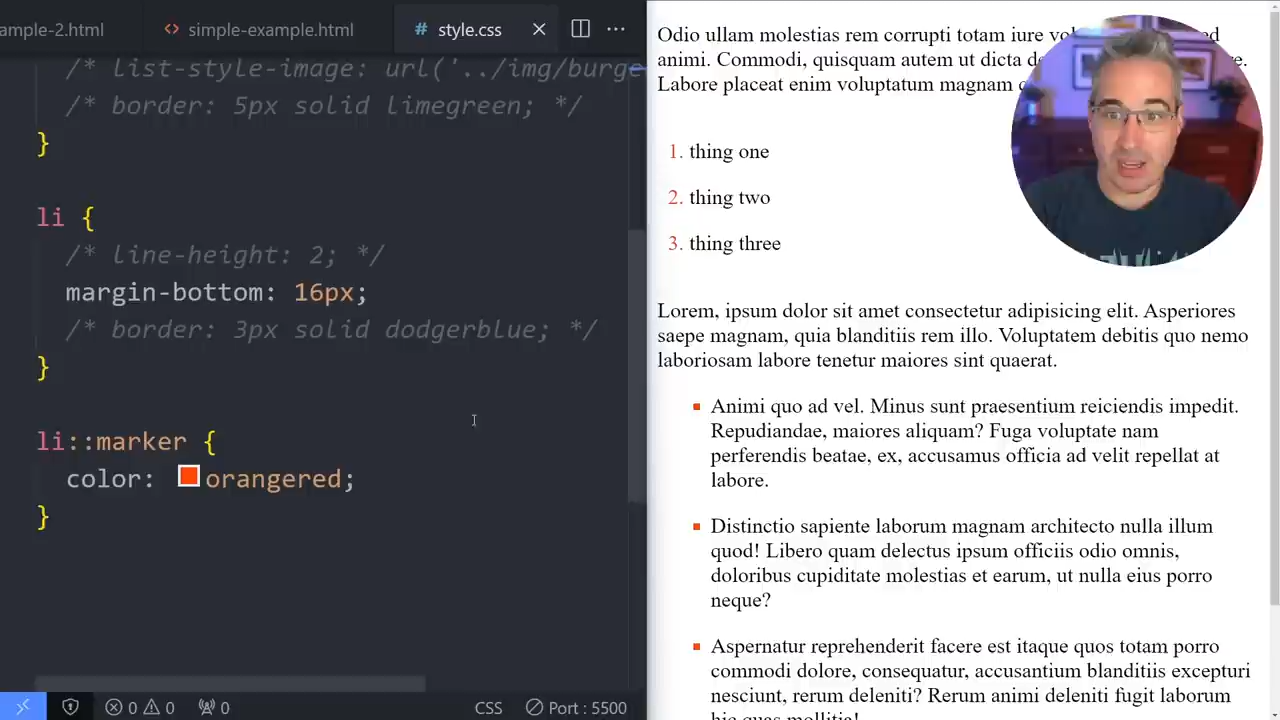 ample-2.html
simple-example.html
# style.css
/* list-style-image: url('../img/burge
/* border: 5px solid limegreen; */
}
li {
/* line-height: 2; */
margin-bottom: 16px;
/* border: 3px solid dodgerblue; */
}
li::marker {
color: orangered;
}
0 0 0
CSS
Port : 5500
Odio ullam molestias rem corrupti totam iure
animi. Commodi, quisquam autem ut dicta
Labore placeat enim voluptatum magnam
1. thing one
2. thing two
3. thing three
Lorem, ipsum dolor sit amet consectetur adipisicing elit. Asperiores
saepe magnam, quia blanditiis rem illo. Voluptatem debitis quo nemo
laboriosam labore tenetur maiores sint quaerat.
Animi quo ad vel. Minus sunt praesentium reiciendis impedit.
Repudiandae, maiores aliquam? Fuga voluptate nam
perferendis beatae, ex, accusamus officia ad velit repellat at
labore.
Distinctio sapiente laborum magnam architecto nulla illum
quod! Libero quam delectus ipsum officiis odio omnis,
doloribus cupiditate molestias et earum, ut nulla eius porro
neque?
Aspernatur reprehenderit facere est itaque quos totam porro
commodi dolore, consequatur, accusantium blanditiis excepturi
nesciunt, rerum deleniti? Rerum animi deleniti fugit laborum
hic quas mollitia!